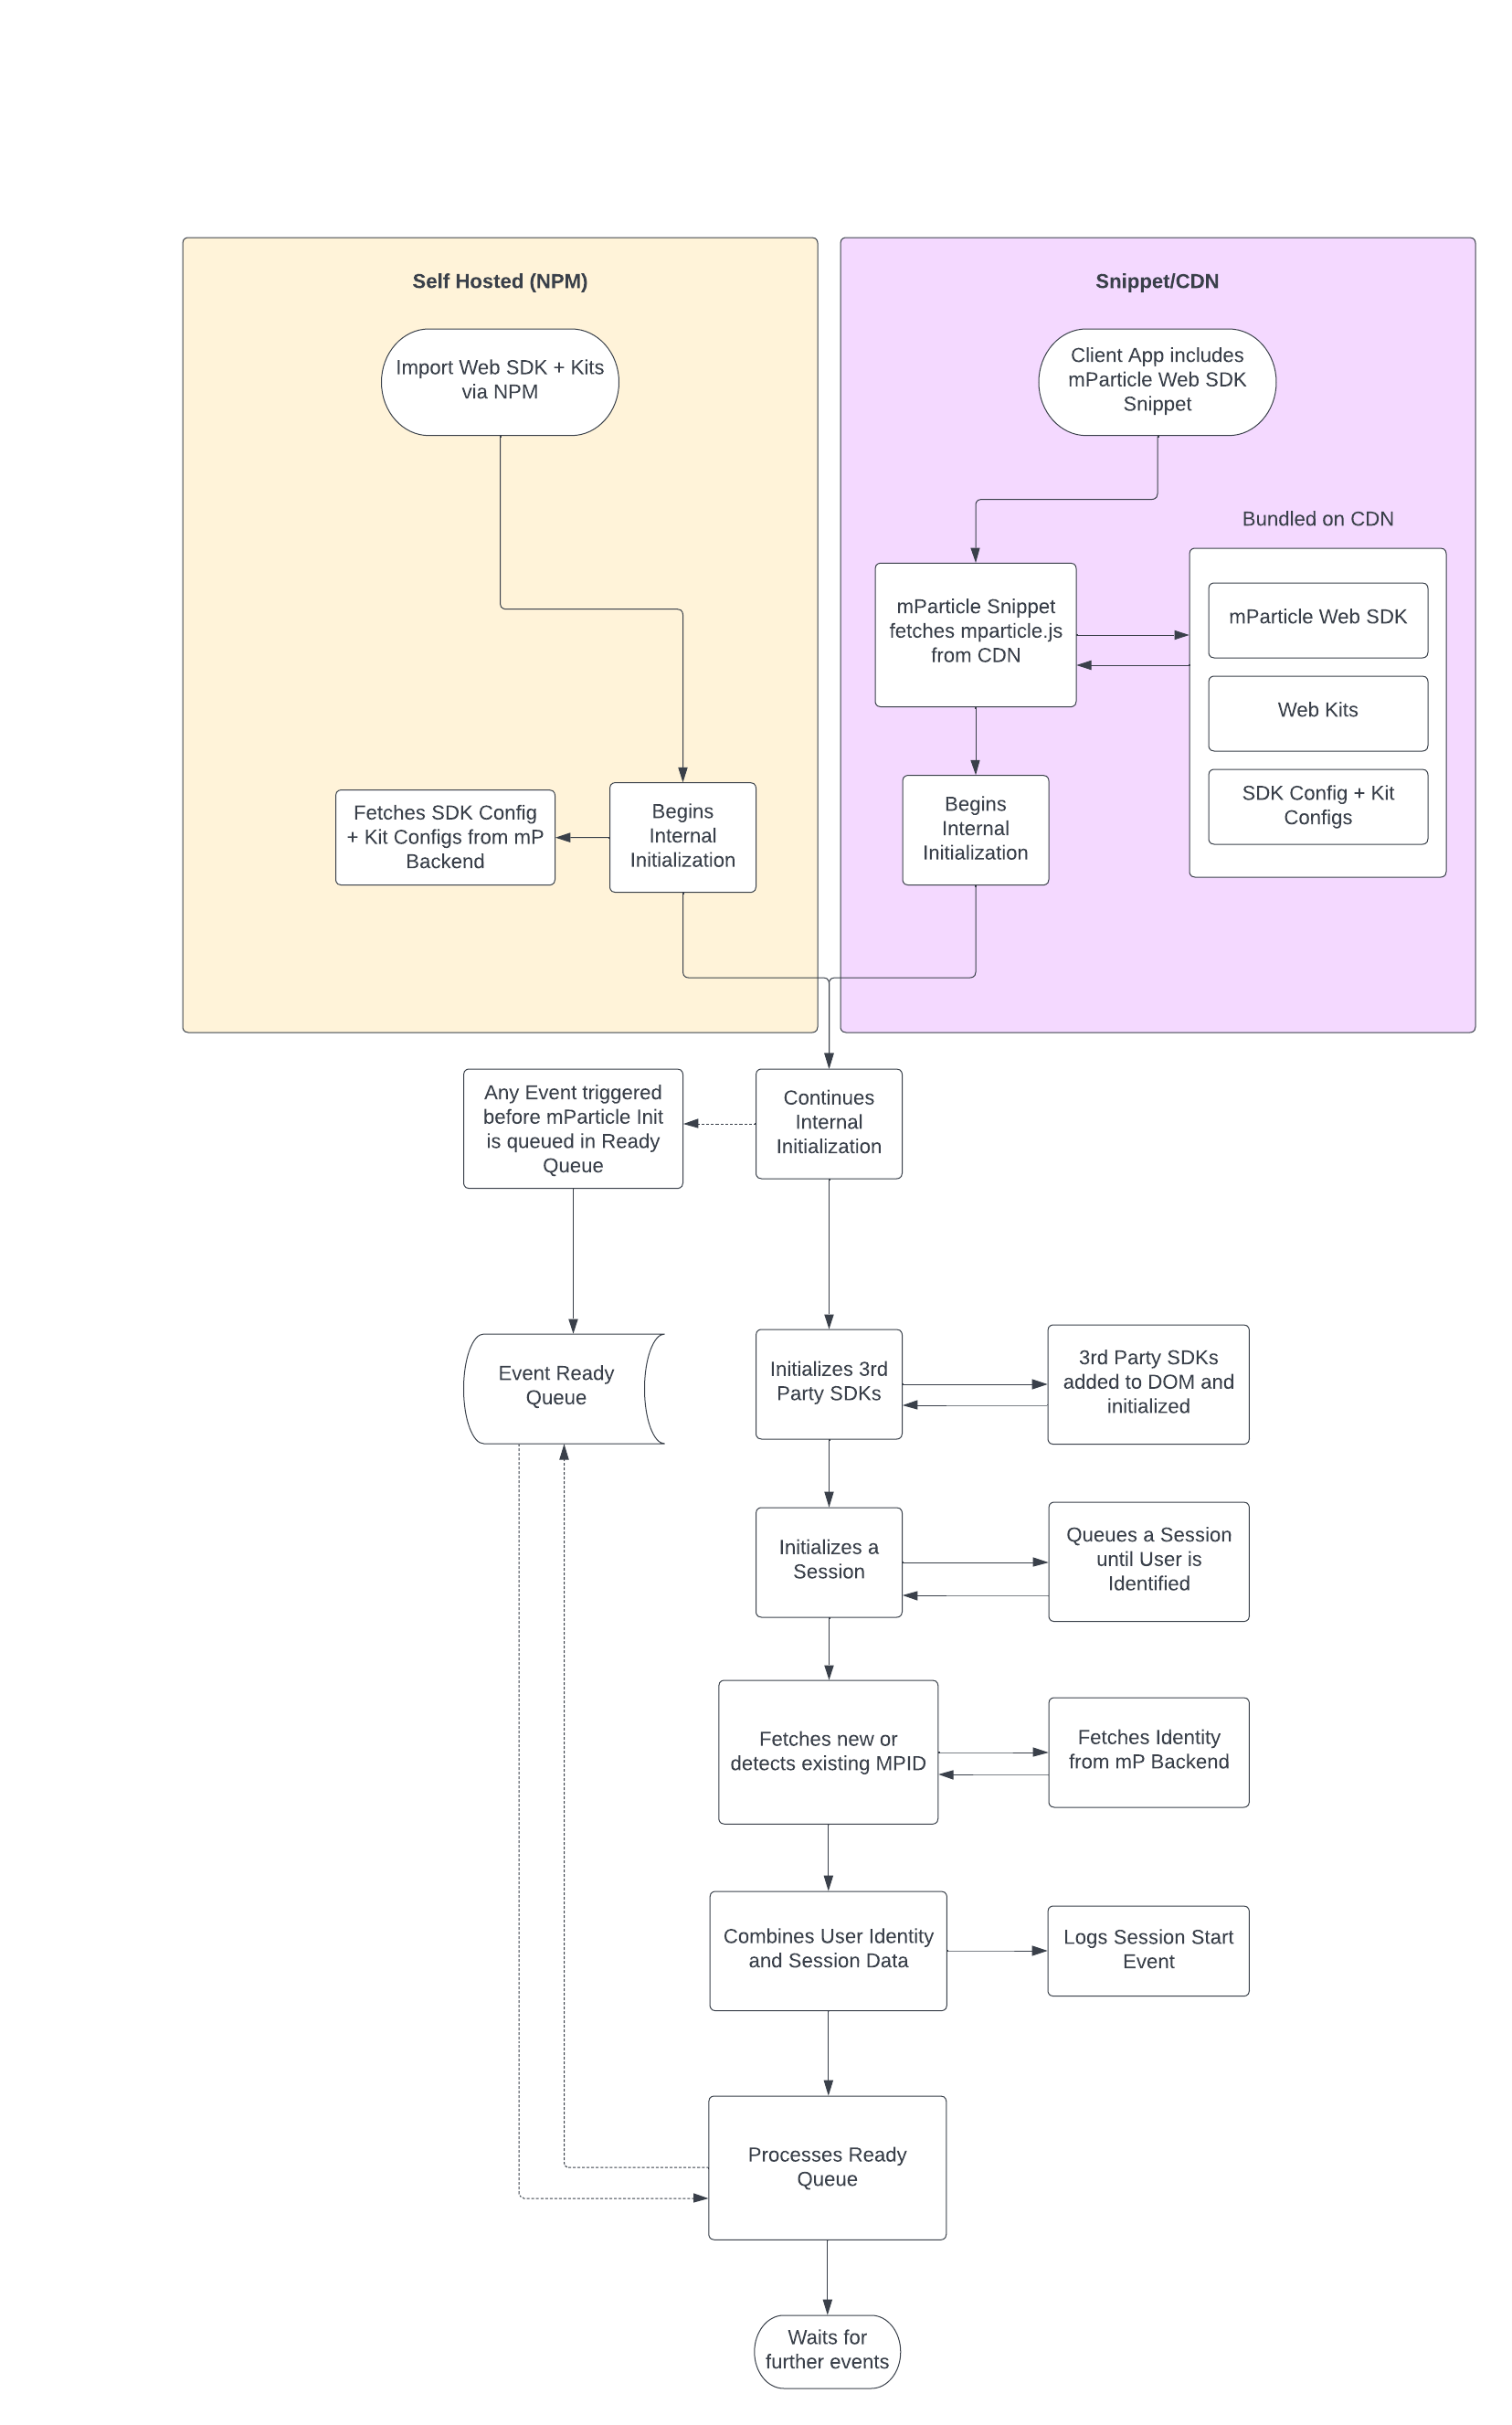 Self Hosted (NPM)
Import Web SDK + Kits
via NPM
Fetches SDK Config
+ Kit Configs from mP
Backend
Begins
Internal
Initialization
Snippet/CDN
Client App includes
mParticle Web SDK
Snippet
Bundled on CDN
mParticle Snippet
fetches mparticle.js
from CDN
mParticle Web SDK
Web Kits
SDK Config + Kit
Configs
Begins
Internal
Initialization
Any Event triggered
before mParticle Init
is queued in Ready
Queue
Continues
Internal
Initialization
Event Ready
Queue
Initializes 3rd
Party SDKs
3rd Party SDKs
added to DOM and
initialized
Initializes a
Session
Queues a Session
until User is
Identified
Fetches new or
detects existing MPID
Fetches Identity
from mP Backend
Combines User Identity
and Session Data
Logs Session Start
Event
Processes Ready
Queue
Waits for
further events